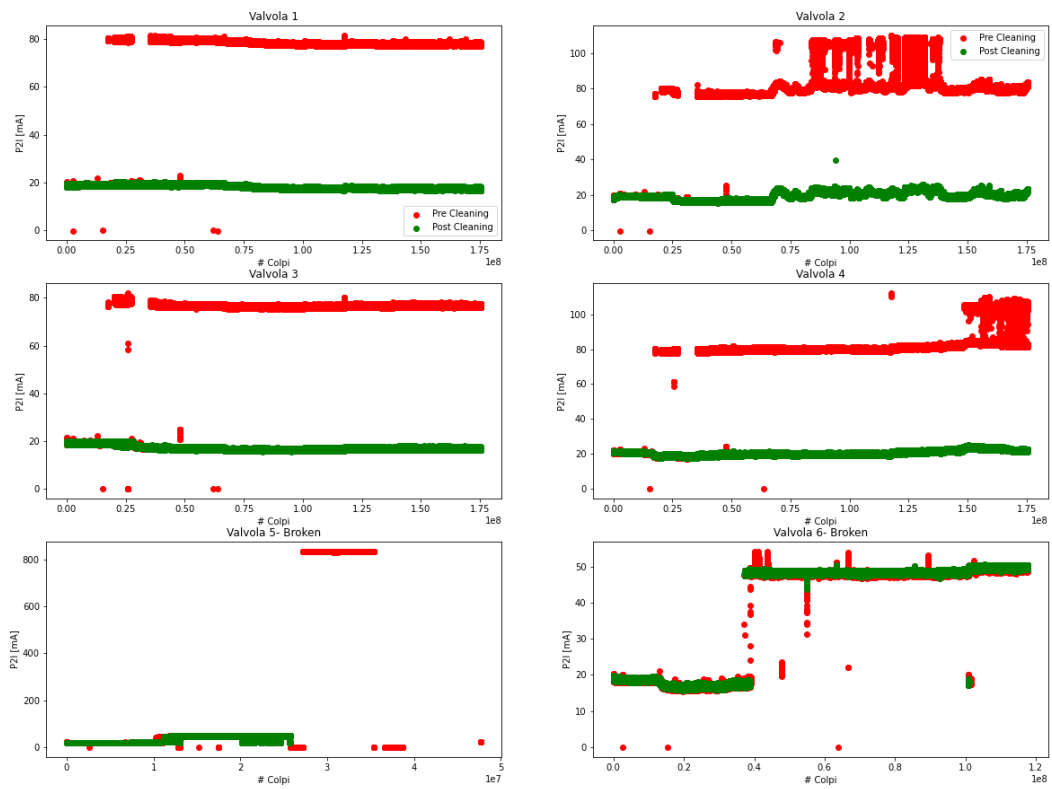 Valvola 1
P2I [mA]
80
60
40
20
0
Pre Cleaning
Post Cleaning
0.00 0.25 0.50 0.75 1.00 1.25 1.50 1.75
# Colpi
1e8
Valvola 2
P2I [mA]
100
80
60
40
20
0
Pre Cleaning
Post Cleaning
0.00 0.25 0.50 0.75 1.00 1.25 1.50 1.75
# Colpi
1e8
Valvola 3
P2I [mA]
80
60
40
20
0
0.00 0.25 0.50 0.75 1.00 1.25 1.50 1.75
# Colpi
1e8
Valvola 4
P2I [mA]
100
80
60
40
20
0
0.00 0.25 0.50 0.75 1.00 1.25 1.50 1.75
# Colpi
1e8
Valvola 5- Broken
P2I [mA]
800
600
400
200
0
0 1 2 3 4 5
# Colpi
1e7
Valvola 6- Broken
P2I [mA]
50
40
30
20
10
0
0.0 0.2 0.4 0.6 0.8 1.0 1.2
# Colpi
1e8